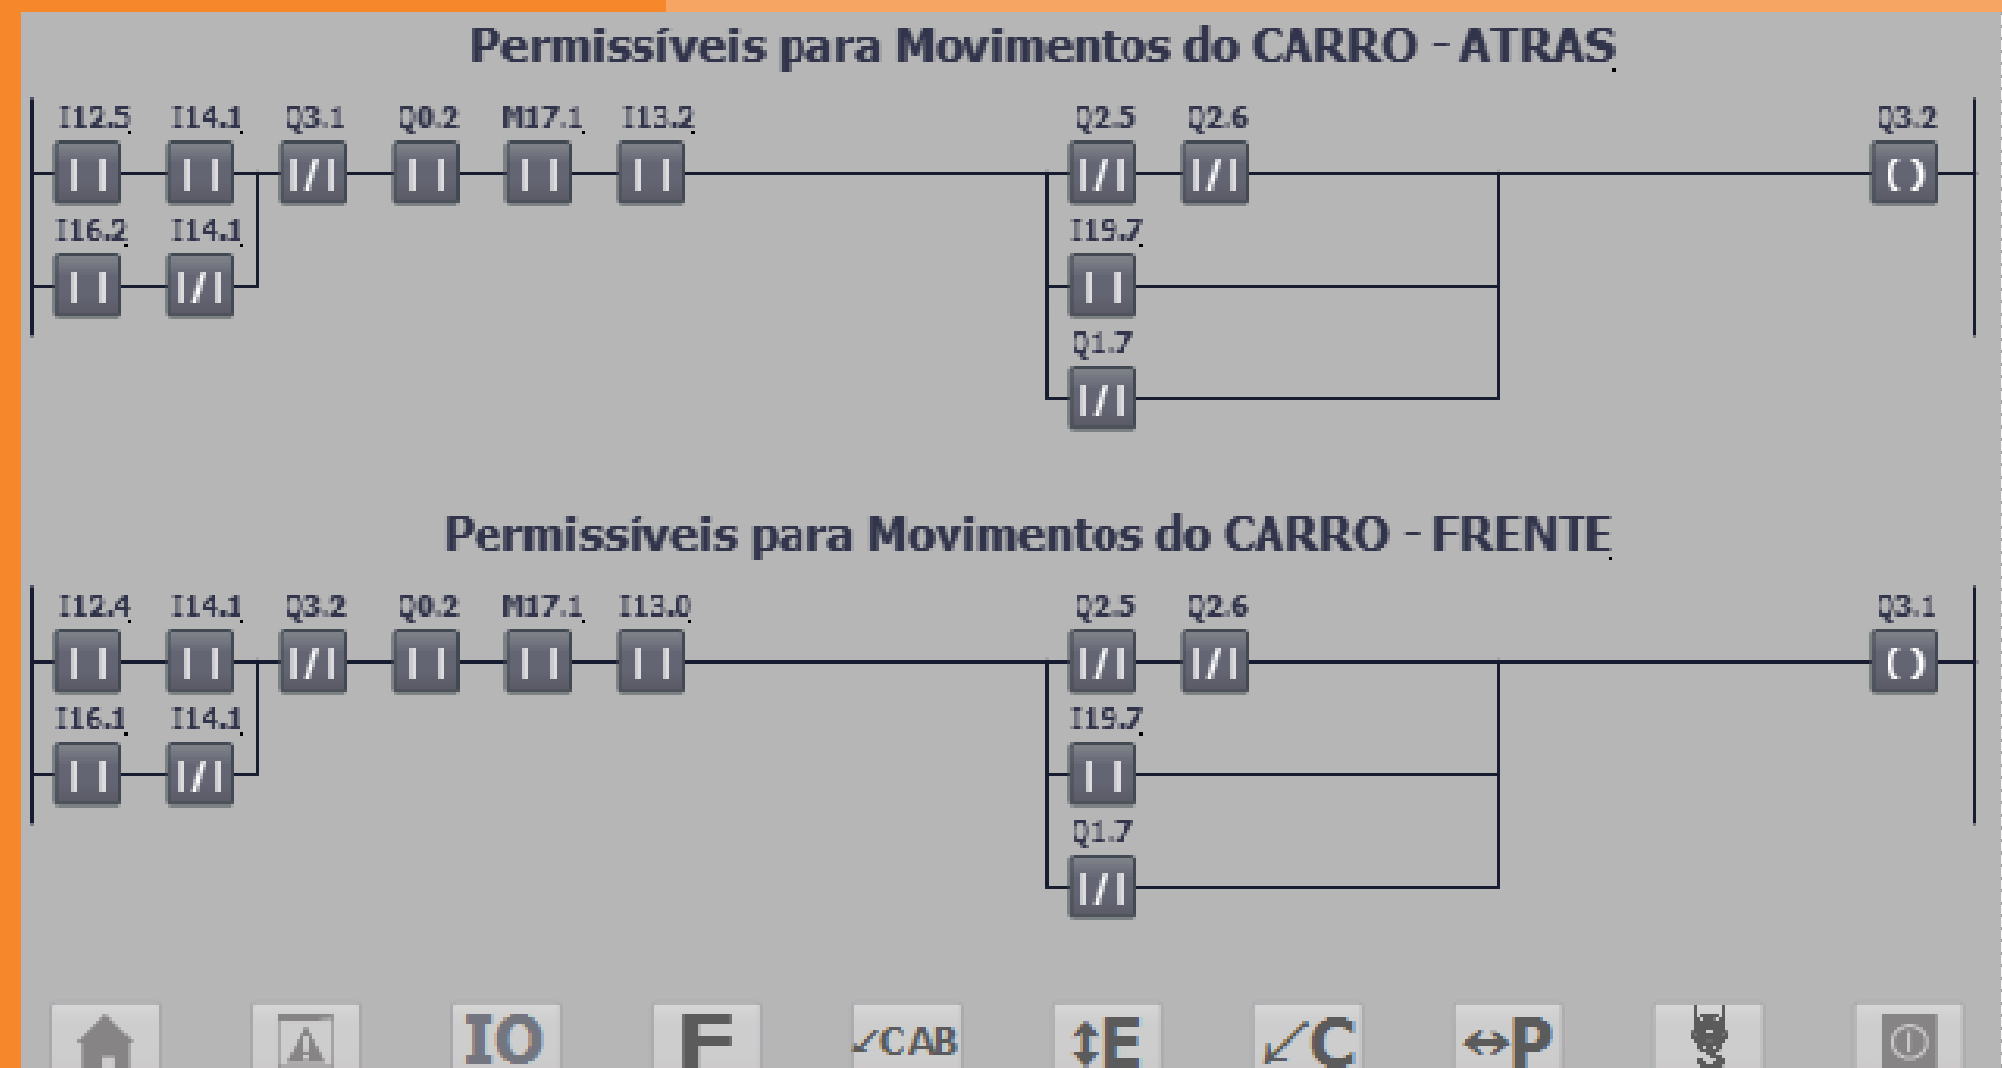 Permissíveis para Movimentos do CARRO - ATRAS
I12.5 I14.1 Q3.1 Q0.2 M17.1 I13.2 Q2.5 Q2.6 Q3.2
I16.2 I14.1 I19.7
Q1.7
Permissíveis para Movimentos do CARRO - FRENTE
I12.4 I14.1 Q3.2 Q0.2 M17.1 I13.0 Q2.5 Q2.6 Q3.1
I16.1 I14.1 I19.7
Q1.7
IO F CAB E C P